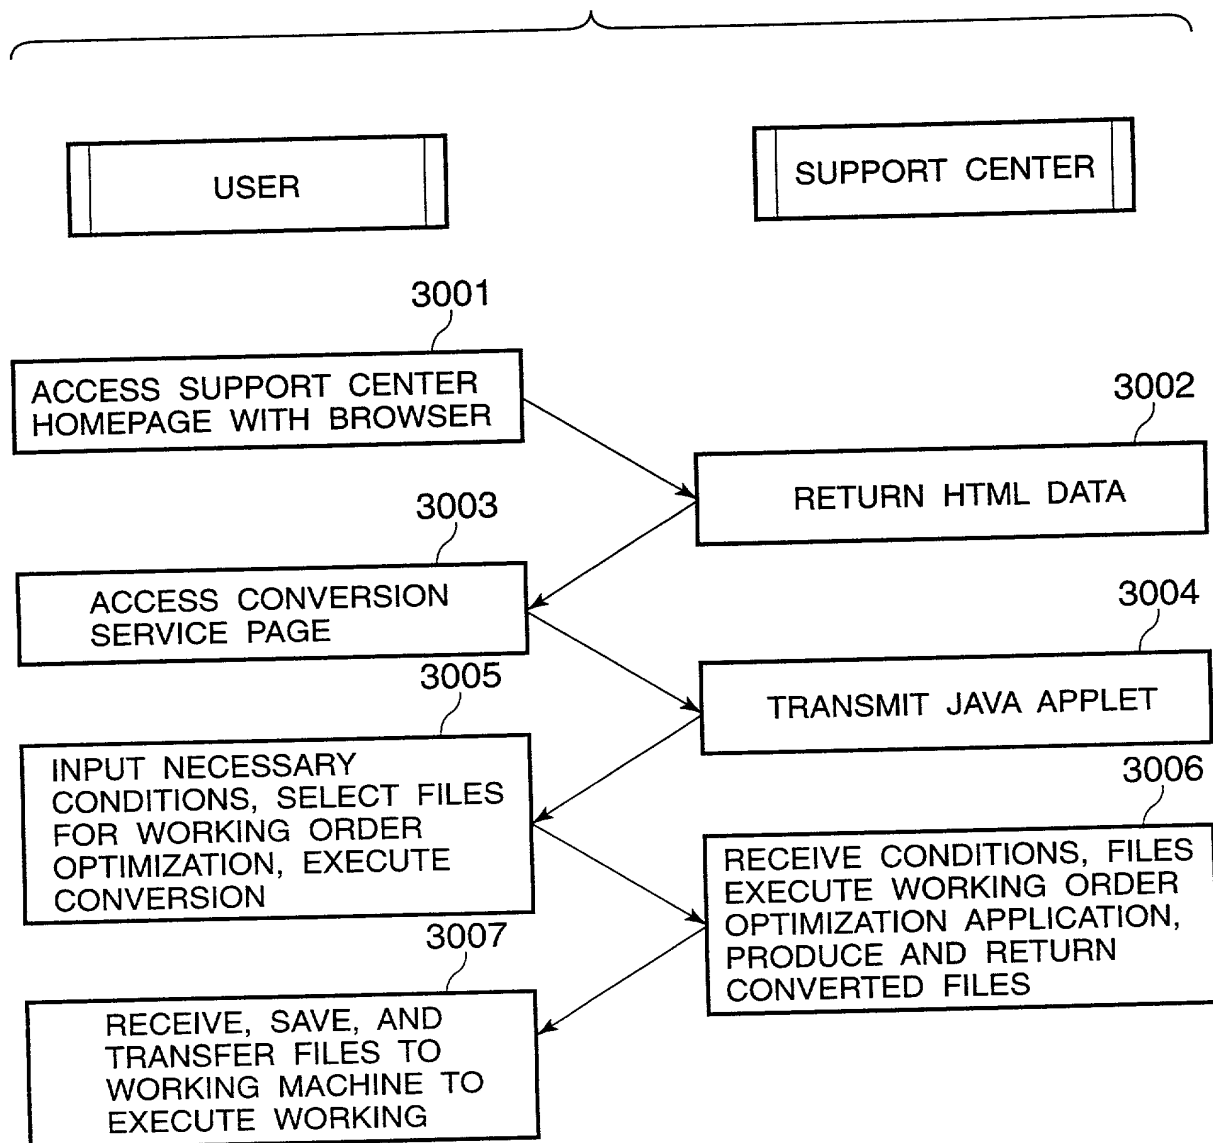 USER
SUPPORT CENTER
3001
ACCESS SUPPORT CENTER
HOMEPAGE WITH BROWSER
3002
RETURN HTML DATA
3003
ACCESS CONVERSION
SERVICE PAGE
3004
TRANSMIT JAVA APPLET
3005
INPUT NECESSARY
CONDITIONS, SELECT FILES
FOR WORKING ORDER
OPTIMIZATION, EXECUTE
CONVERSION
3006
RECEIVE CONDITIONS, FILES
EXECUTE WORKING ORDER
OPTIMIZATION APPLICATION,
PRODUCE AND RETURN
CONVERTED FILES
3007
RECEIVE, SAVE, AND
TRANSFER FILES TO
WORKING MACHINE TO
EXECUTE WORKING